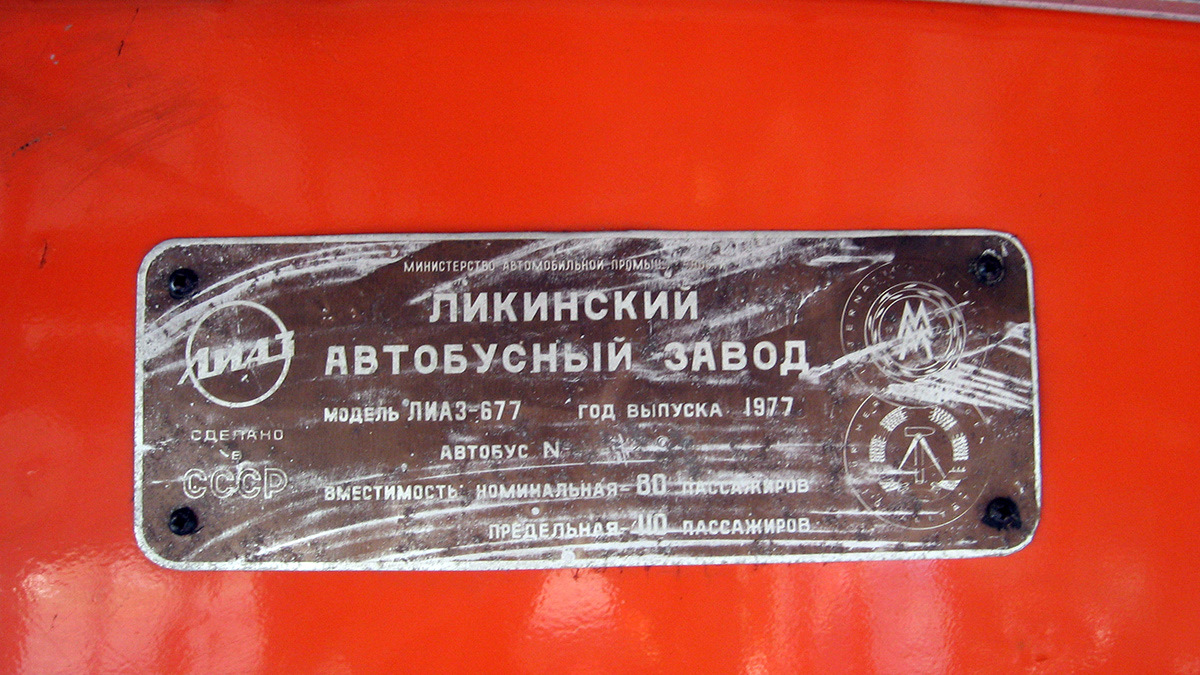 МИНИСТЕРСТВО АВТОМОБИЛЬНОЙ
ЛИКИНСКИЙ
АВТОБУСНЫЙ ЗАВОД
ЛИАЗ
МОДЕЛЬ ЛИАЗ-677 ГОД ВЫПУСКА 1977
СДЕЛАНО
В
СССР
АВТОБУС N
ВМЕСТИМОСТЬ: НОМИНАЛЬНАЯ-80 ПАССАЖИРОВ
ПРЕДЕЛЬНАЯ-110 ПАССАЖИРОВ
ММ